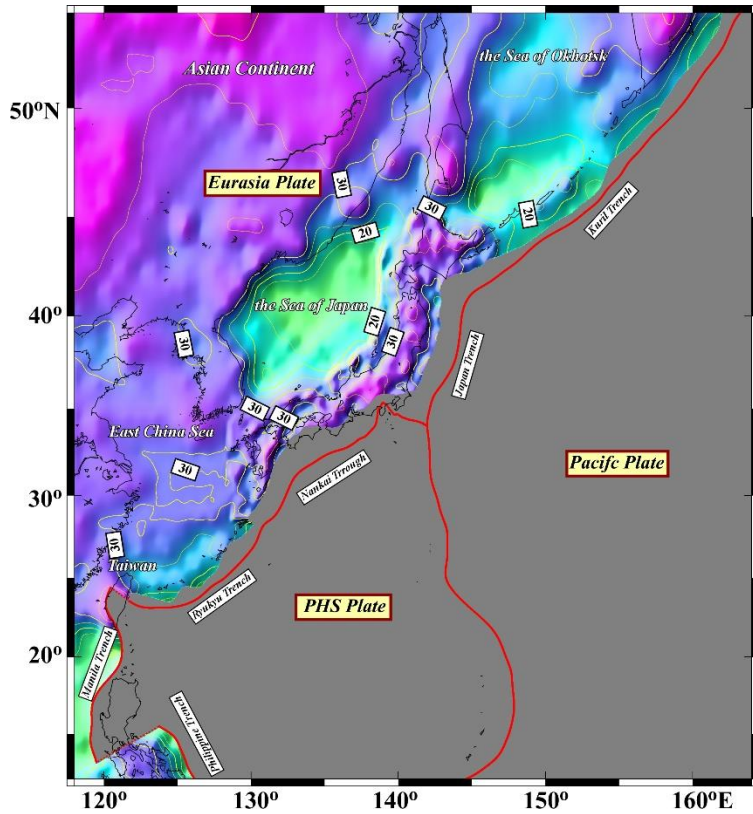 Asian Continent
the Sea of Okhotsk
50°N
Eurasia Plate
30
30
20
20
Kuril Trench
the Sea of Japan
40°
20
30
30
Japan Trench
30
30
East China Sea
30
Pacifc Plate
Nankai Trrough
30°
30
Taiwan
Ryukyu Trench
PHS Plate
Manila Trench
20°
Philippine Trench
120°
130°
140°
150°
160°E